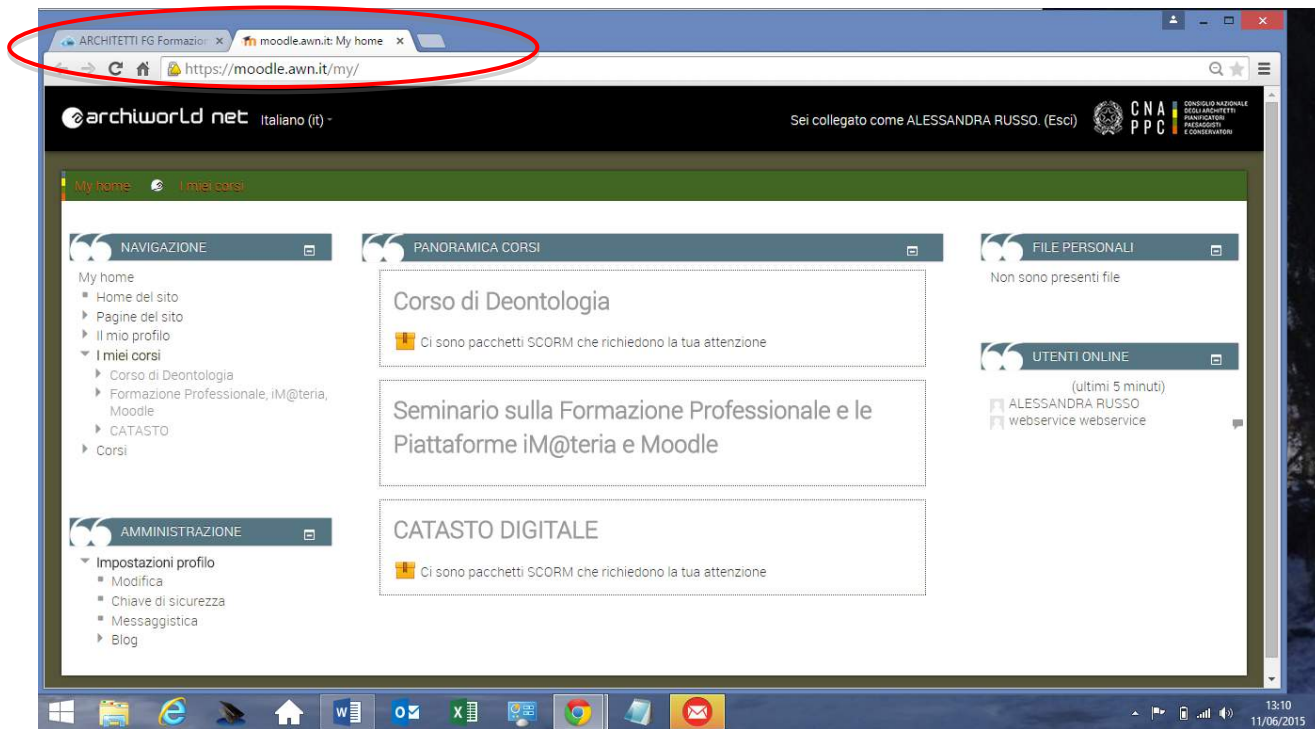 ARCHITETTI FG Formazion
moodle.awn.it: My home
https://moodle.awn.it/my/
archiworld net
Italiano (it)
Sei collegato come ALESSANDRA RUSSO. (Esci)
CNA
PPC
CONSIGLIO NAZIONALE
DEGLI ARCHITETTI
PIANIFICATORI
PAESAGGISTI
E CONSERVATORI
My home
I miei corsi
NAVIGAZIONE
My home
Home del sito
Pagine del sito
Il mio profilo
I miei corsi
Corso di Deontologia
Formazione Professionale, iM@teria,
Moodle
CATASTO
Corsi
AMMINISTRAZIONE
Impostazioni profilo
Modifica
Chiave di sicurezza
Messaggistica
Blog
PANORAMICA CORSI
Corso di Deontologia
Ci sono pacchetti SCORM che richiedono la tua attenzione
Seminario sulla Formazione Professionale e le
Piattaforme iM@teria e Moodle
CATASTO DIGITALE
Ci sono pacchetti SCORM che richiedono la tua attenzione
FILE PERSONALI
Non sono presenti file
UTENTI ONLINE
(ultimi 5 minuti)
ALESSANDRA RUSSO
webservice webservice
13:10
11/06/2015